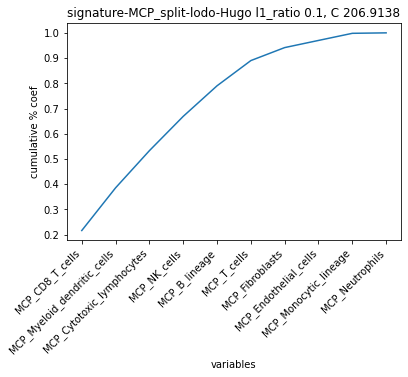 signature-MCP_split-lodo-Hugo l1_ratio 0.1, C 206.9138
1.0
0.9
0.8
0.7
0.6
0.5
0.4
0.3
0.2
cumulative % coef
MCP_CD8_T_cells
MCP_Myeloid_dendritic_cells
MCP_Cytotoxic_lymphocytes
MCP_NK_cells
MCP_B_lineage
MCP_T_cells
MCP_Fibroblasts
MCP_Endothelial_cells
MCP_Monocytic_lineage
MCP_Neutrophils
variables